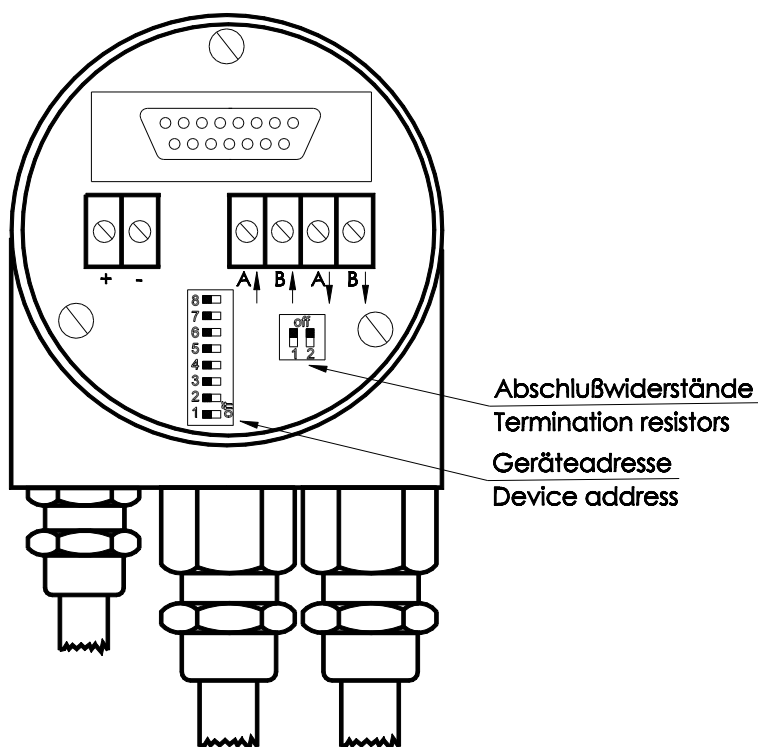 + -
A B A B
8
7
6
5
4
3
2
1
off
off
1 2
Abschlußwiderstände
Termination resistors
Geräteadresse
Device address